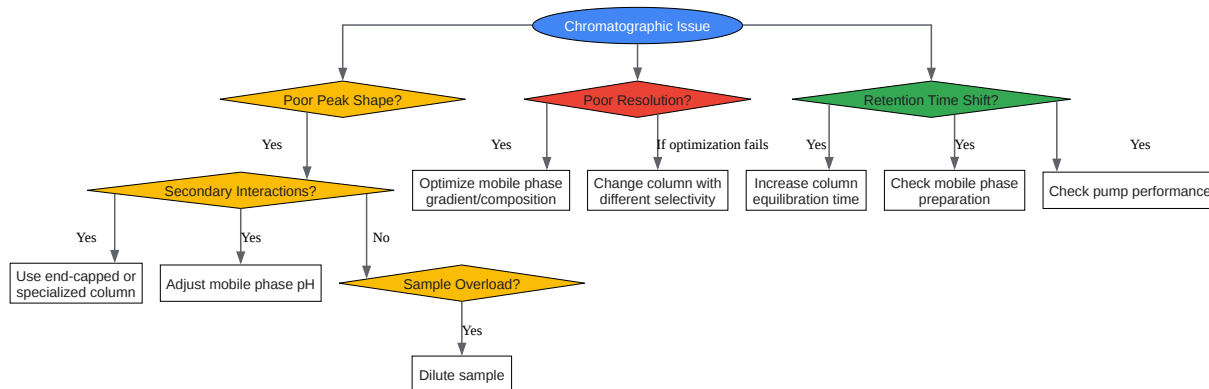 Chromatographic Issue
Poor Peak Shape?
Poor Resolution?
Retention Time Shift?
Yes
Yes
If optimization fails
Yes
Yes
Yes
Secondary Interactions?
Optimize mobile phase
gradient/composition
Change column with
different selectivity
Increase column
equilibration time
Check mobile phase
preparation
Check pump performance
Yes
Yes
No
Use end-capped or
specialized column
Adjust mobile phase pH
Sample Overload?
Yes
Dilute sample